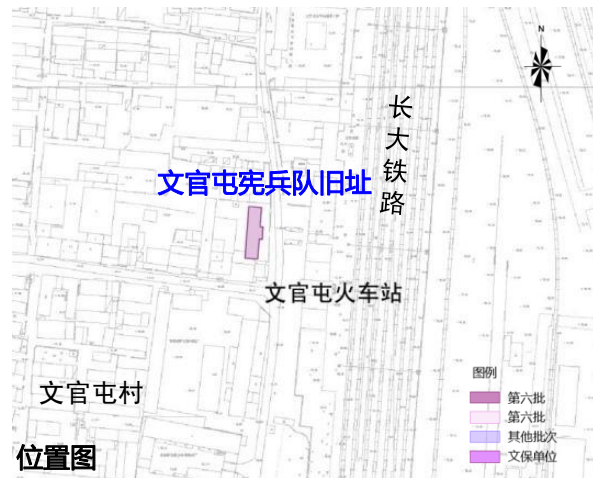 N
长大铁路
文官屯宪兵队旧址
文官屯火车站
文官屯村
图例
第六批
第六批
其他批次
文保单位
位置图